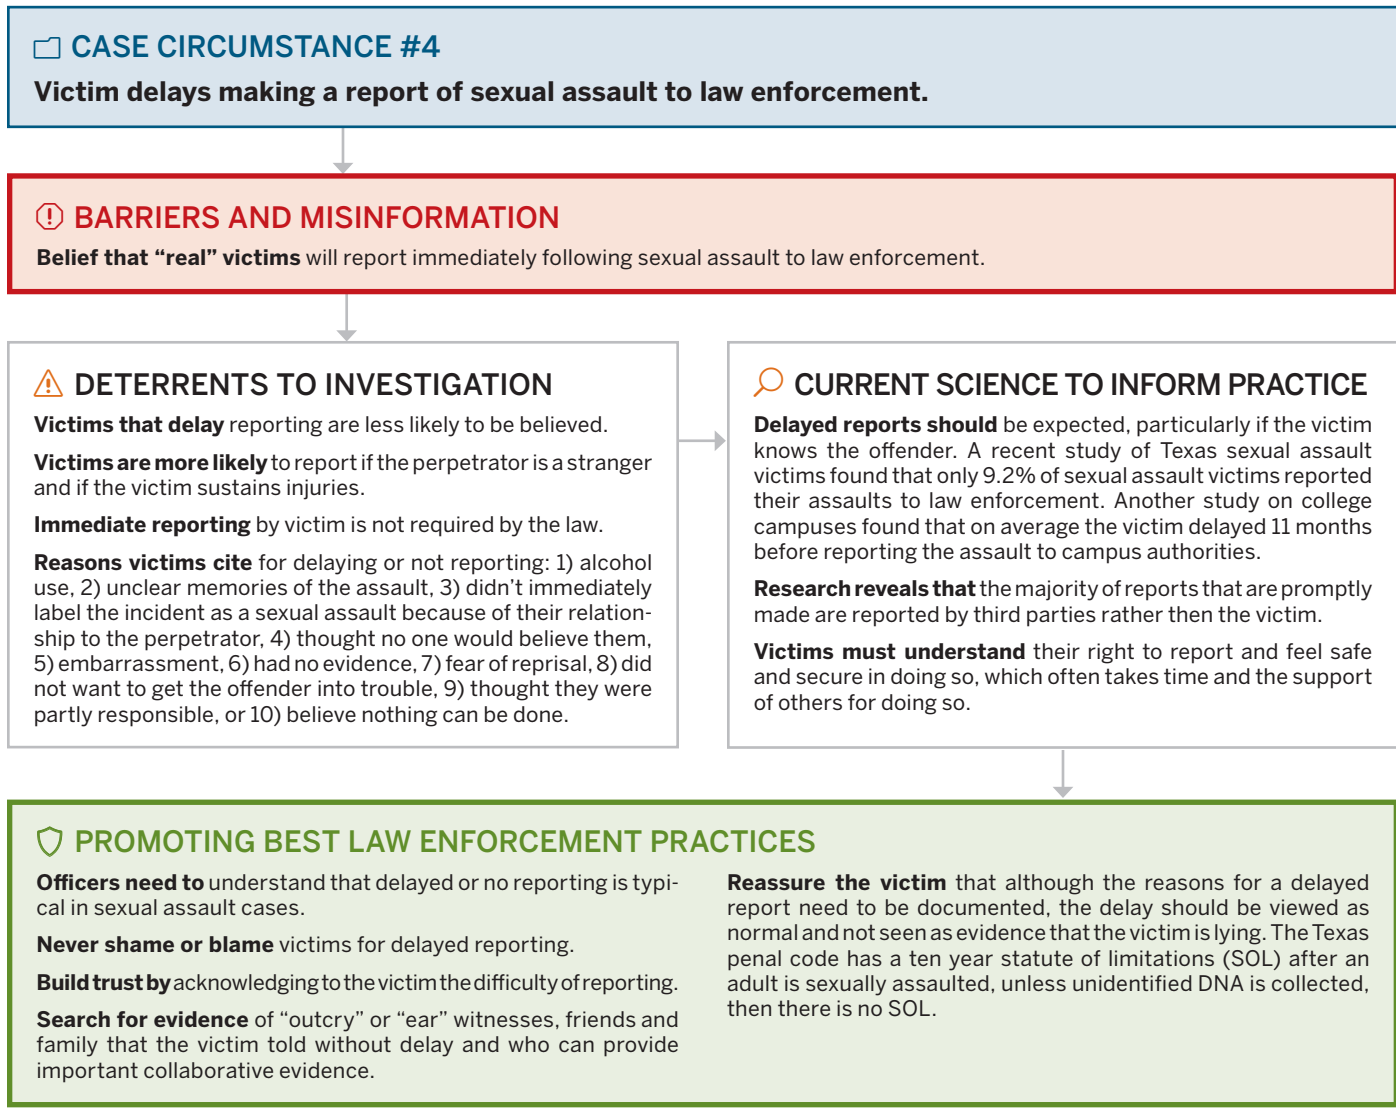 CASE CIRCUMSTANCE #4
Victim delays making a report of sexual assault to law enforcement.
BARRIERS AND MISINFORMATION
Belief that “real” victims will report immediately following sexual assault to law enforcement.
DETERRENTS TO INVESTIGATION
Victims that delay reporting are less likely to be believed.
Victims are more likely to report if the perpetrator is a stranger
and if the victim sustains injuries.
Immediate reporting by victim is not required by the law.
Reasons victims cite for delaying or not reporting: 1) alcohol
use, 2) unclear memories of the assault, 3) didn’t immediately
label the incident as a sexual assault because of their relation-
ship to the perpetrator, 4) thought no one would believe them,
5) embarrassment, 6) had no evidence, 7) fear of reprisal, 8) did
not want to get the offender into trouble, 9) thought they were
partly responsible, or 10) believe nothing can be done.
CURRENT SCIENCE TO INFORM PRACTICE
Delayed reports should be expected, particularly if the victim
knows the offender. A recent study of Texas sexual assault
victims found that only 9.2% of sexual assault victims reported
their assaults to law enforcement. Another study on college
campuses found that on average the victim delayed 11 months
before reporting the assault to campus authorities.
Research reveals that the majority of reports that are promptly
made are reported by third parties rather then the victim.
Victims must understand their right to report and feel safe
and secure in doing so, which often takes time and the support
of others for doing so.
PROMOTING BEST LAW ENFORCEMENT PRACTICES
Officers need to understand that delayed or no reporting is typi-
cal in sexual assault cases.
Never shame or blame victims for delayed reporting.
Build trust by acknowledging to the victim the difficulty of reporting.
Search for evidence of “outcry” or “ear” witnesses, friends and
family that the victim told without delay and who can provide
important collaborative evidence.
Reassure the victim that although the reasons for a delayed
report need to be documented, the delay should be viewed as
normal and not seen as evidence that the victim is lying. The Texas
penal code has a ten year statute of limitations (SOL) after an
adult is sexually assaulted, unless unidentified DNA is collected,
then there is no SOL.